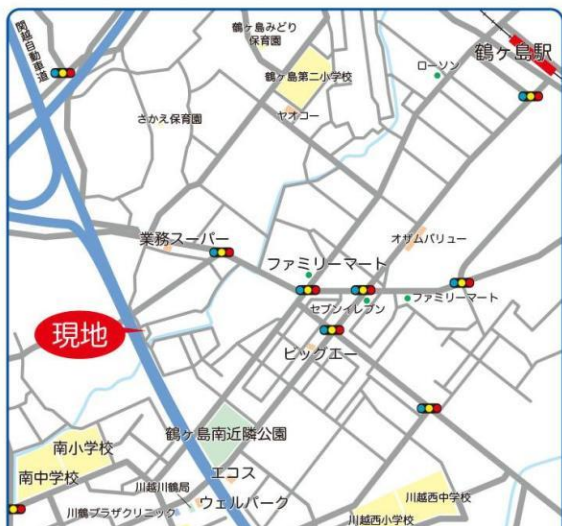 関越自動車道
鶴ヶ島みどり
保育園
鶴ヶ島第二小学校
ローソン
鶴ヶ島駅
ヤオコー
さかえ保育園
業務スーパー
オザムバリュー
ファミリーマート
セブンイレブン
ファミリーマート
現地
ビッグエー
鶴ヶ島南近隣公園
南小学校
南中学校
エコス
川越川鶴局
ウェルパーク
川鶴プラザクリニック
川越西中学校
川越西小学校